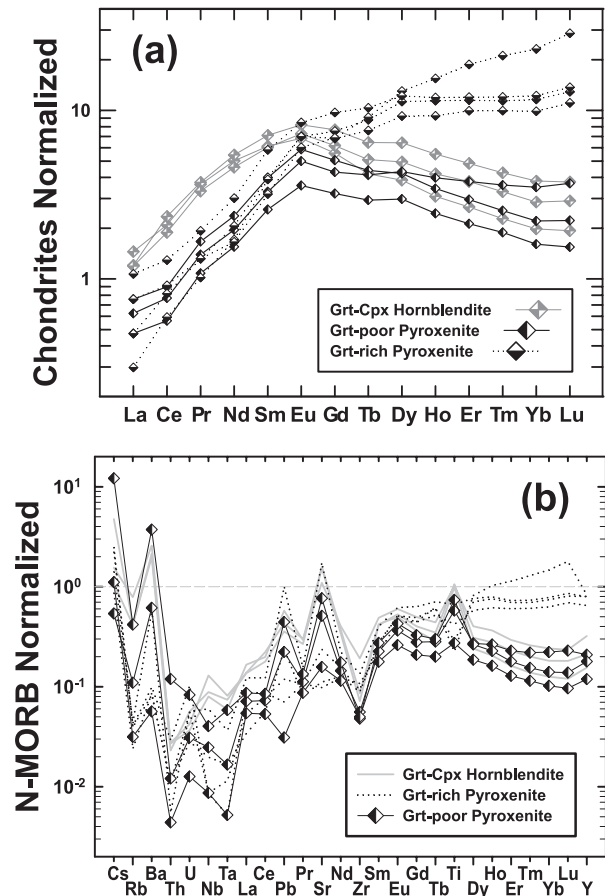 (a)
Chondrites Normalized
10
1
Grt-Cpx Hornblendite
Grt-poor Pyroxenite
Grt-rich Pyroxenite
La Ce Pr Nd Sm Eu Gd Tb Dy Ho Er Tm Yb Lu
(b)
N-MORB Normalized
10¹
10⁰
10⁻¹
10⁻²
Grt-Cpx Hornblendite
Grt-rich Pyroxenite
Grt-poor Pyroxenite
Cs Ba U Ta Ce Pr Nd Sm Gd Ti Ho Tm Lu
Rb Th Nb La Pb Sr Zr Eu Tb Dy Er Yb Y